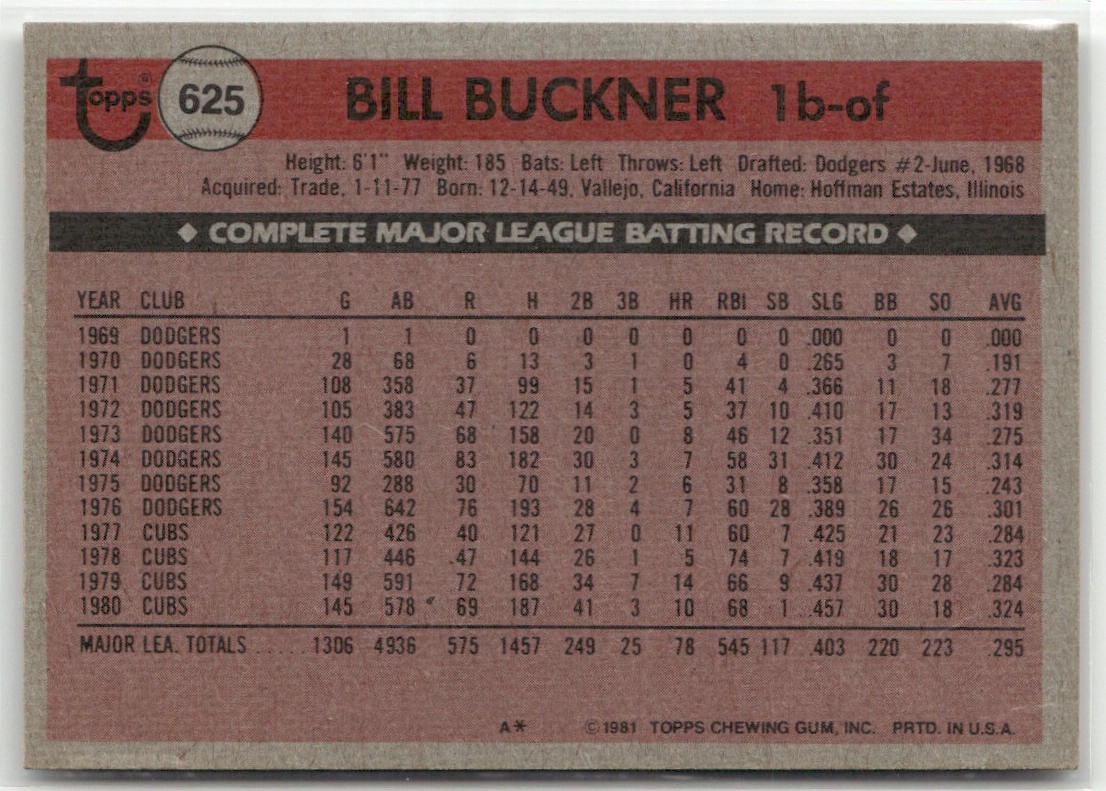 topps® 625 BILL BUCKNER 1b-of
Height: 6'1" Weight: 185 Bats: Left Throws: Left Drafted: Dodgers #2-June, 1968
Acquired: Trade, 1-11-77 Born: 12-14-49, Vallejo, California Home: Hoffman Estates, Illinois
◆ COMPLETE MAJOR LEAGUE BATTING RECORD ◆
YEAR CLUB G AB R H 2B 3B HR RBI SB SLG BB SO AVG
1969 DODGERS 1 1 0 0 0 0 0 0 0 .000 0 0 .000
1970 DODGERS 28 68 6 13 3 1 0 4 0 .265 3 7 .191
1971 DODGERS 108 358 37 99 15 1 5 41 4 .366 11 18 .277
1972 DODGERS 105 383 47 122 14 3 5 37 10 .410 17 13 .319
1973 DODGERS 140 575 68 158 20 0 8 46 12 .351 17 34 .275
1974 DODGERS 145 580 83 182 30 3 7 58 31 .412 30 24 .314
1975 DODGERS 92 288 30 70 11 2 6 31 8 .358 17 15 .243
1976 DODGERS 154 642 76 193 28 4 7 60 28 .389 26 26 .301
1977 CUBS 122 426 40 121 27 0 11 60 7 .425 21 23 .284
1978 CUBS 117 446 47 144 26 1 5 74 7 .419 18 17 .323
1979 CUBS 149 591 72 168 34 7 14 66 9 .437 30 28 .284
1980 CUBS 145 578 69 187 41 3 10 68 1 .457 30 18 .324
MAJOR LEA. TOTALS ..... 1306 4936 575 1457 249 25 78 545 117 .403 220 223 .295
A* ©1981 TOPPS CHEWING GUM, INC. PRTD. IN U.S.A.